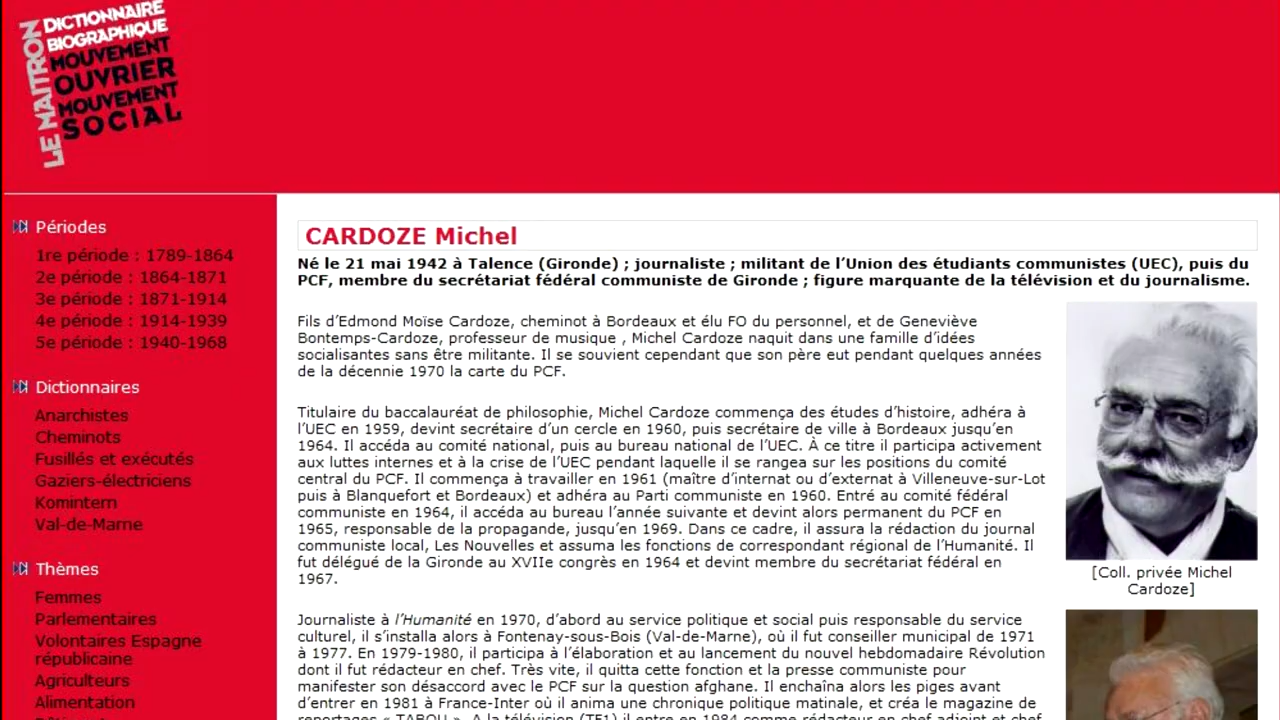 LE MAITRON
DICTIONNAIRE
BIOGRAPHIQUE
MOUVEMENT
OUVRIER
MOUVEMENT
SOCIAL
Périodes
1re période : 1789-1864
2e période : 1864-1871
3e période : 1871-1914
4e période : 1914-1939
5e période : 1940-1968
Dictionnaires
Anarchistes
Cheminots
Fusillés et exécutés
Gaziers-électriciens
Komintern
Val-de-Marne
Thèmes
Femmes
Parlementaires
Volontaires Espagne
républicaine
Agriculteurs
Alimentation
CARDOZE Michel
Né le 21 mai 1942 à Talence (Gironde) ; journaliste ; militant de l’Union des étudiants communistes (UEC), puis du
PCF, membre du secrétariat fédéral communiste de Gironde ; figure marquante de la télévision et du journalisme.
Fils d’Edmond Moïse Cardoze, cheminot à Bordeaux et élu FO du personnel, et de Geneviève
Bontemps-Cardoze, professeur de musique , Michel Cardoze naquit dans une famille d’idées
socialisantes sans être militante. Il se souvient cependant que son père eut pendant quelques années
de la décennie 1970 la carte du PCF.
Titulaire du baccalauréat de philosophie, Michel Cardoze commença des études d’histoire, adhéra à
l’UEC en 1959, devint secrétaire d’un cercle en 1960, puis secrétaire de ville à Bordeaux jusqu’en
1964. Il accéda au comité national, puis au bureau national de l’UEC. À ce titre il participa activement
aux luttes internes et à la crise de l’UEC pendant laquelle il se rangea sur les positions du comité
central du PCF. Il commença à travailler en 1961 (maître d’internat ou d’externat à Villeneuve-sur-Lot
puis à Blanquefort et Bordeaux) et adhéra au Parti communiste en 1960. Entré au comité fédéral
communiste en 1964, il accéda au bureau l’année suivante et devint alors permanent du PCF en
1965, responsable de la propagande, jusqu’en 1969. Dans ce cadre, il assura la rédaction du journal
communiste local, Les Nouvelles et assuma les fonctions de correspondant régional de l’Humanité. Il
fut délégué de la Gironde au XVIIe congrès en 1964 et devint membre du secrétariat fédéral en
1967.
Journaliste à l’Humanité en 1970, d’abord au service politique et social puis responsable du service
culturel, il s’installa alors à Fontenay-sous-Bois (Val-de-Marne), où il fut conseiller municipal de 1971
à 1977. En 1979-1980, il participa à l’élaboration et au lancement du nouvel hebdomadaire Révolution
dont il fut rédacteur en chef. Très vite, il quitta cette fonction et la presse communiste pour
manifester son désaccord avec le PCF sur la question afghane. Il enchaîna alors les piges avant
d’entrer en 1981 à France-Inter où il anima une chronique politique matinale, et créa le magazine de
reportages « TABOU ». A la télévision (TF1) il entre en 1984 comme rédacteur en chef adjoint et chef
[Coll. privée Michel
Cardoze]